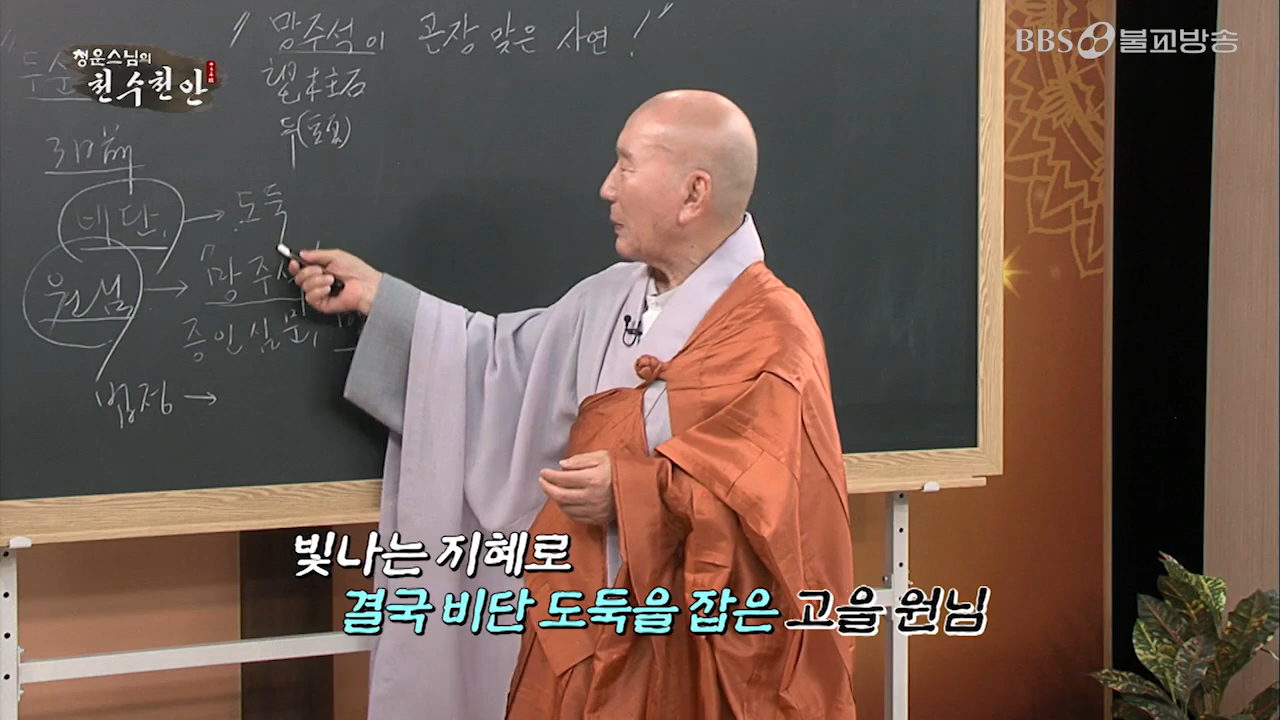 " 망주석이 곤장 맞은 사연!"
BBS 불교방송
청운스님의
천수천안
두순
望柱石
비단, → 도둑
원님 → "망주석
증인심문,
법정 →
빛나는 지혜로
결국 비단 도둑을 잡은 고을 원님